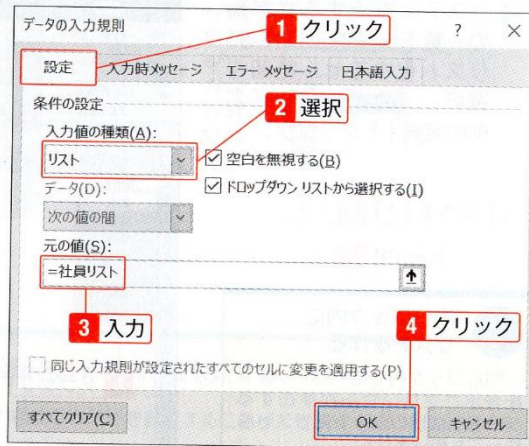 データの入力規則 ? ×
1 クリック
設定 入力時メッセージ エラー メッセージ 日本語入力
条件の設定
2 選択
入力値の種類(A):
リスト 空白を無視する(B)
データ(D): ドロップダウン リストから選択する(I)
次の値の間
元の値(S):
=社員リスト
3 入力
4 クリック
同じ入力規則が設定されたすべてのセルに変更を適用する(P)
すべてクリア(C) OK キャンセル